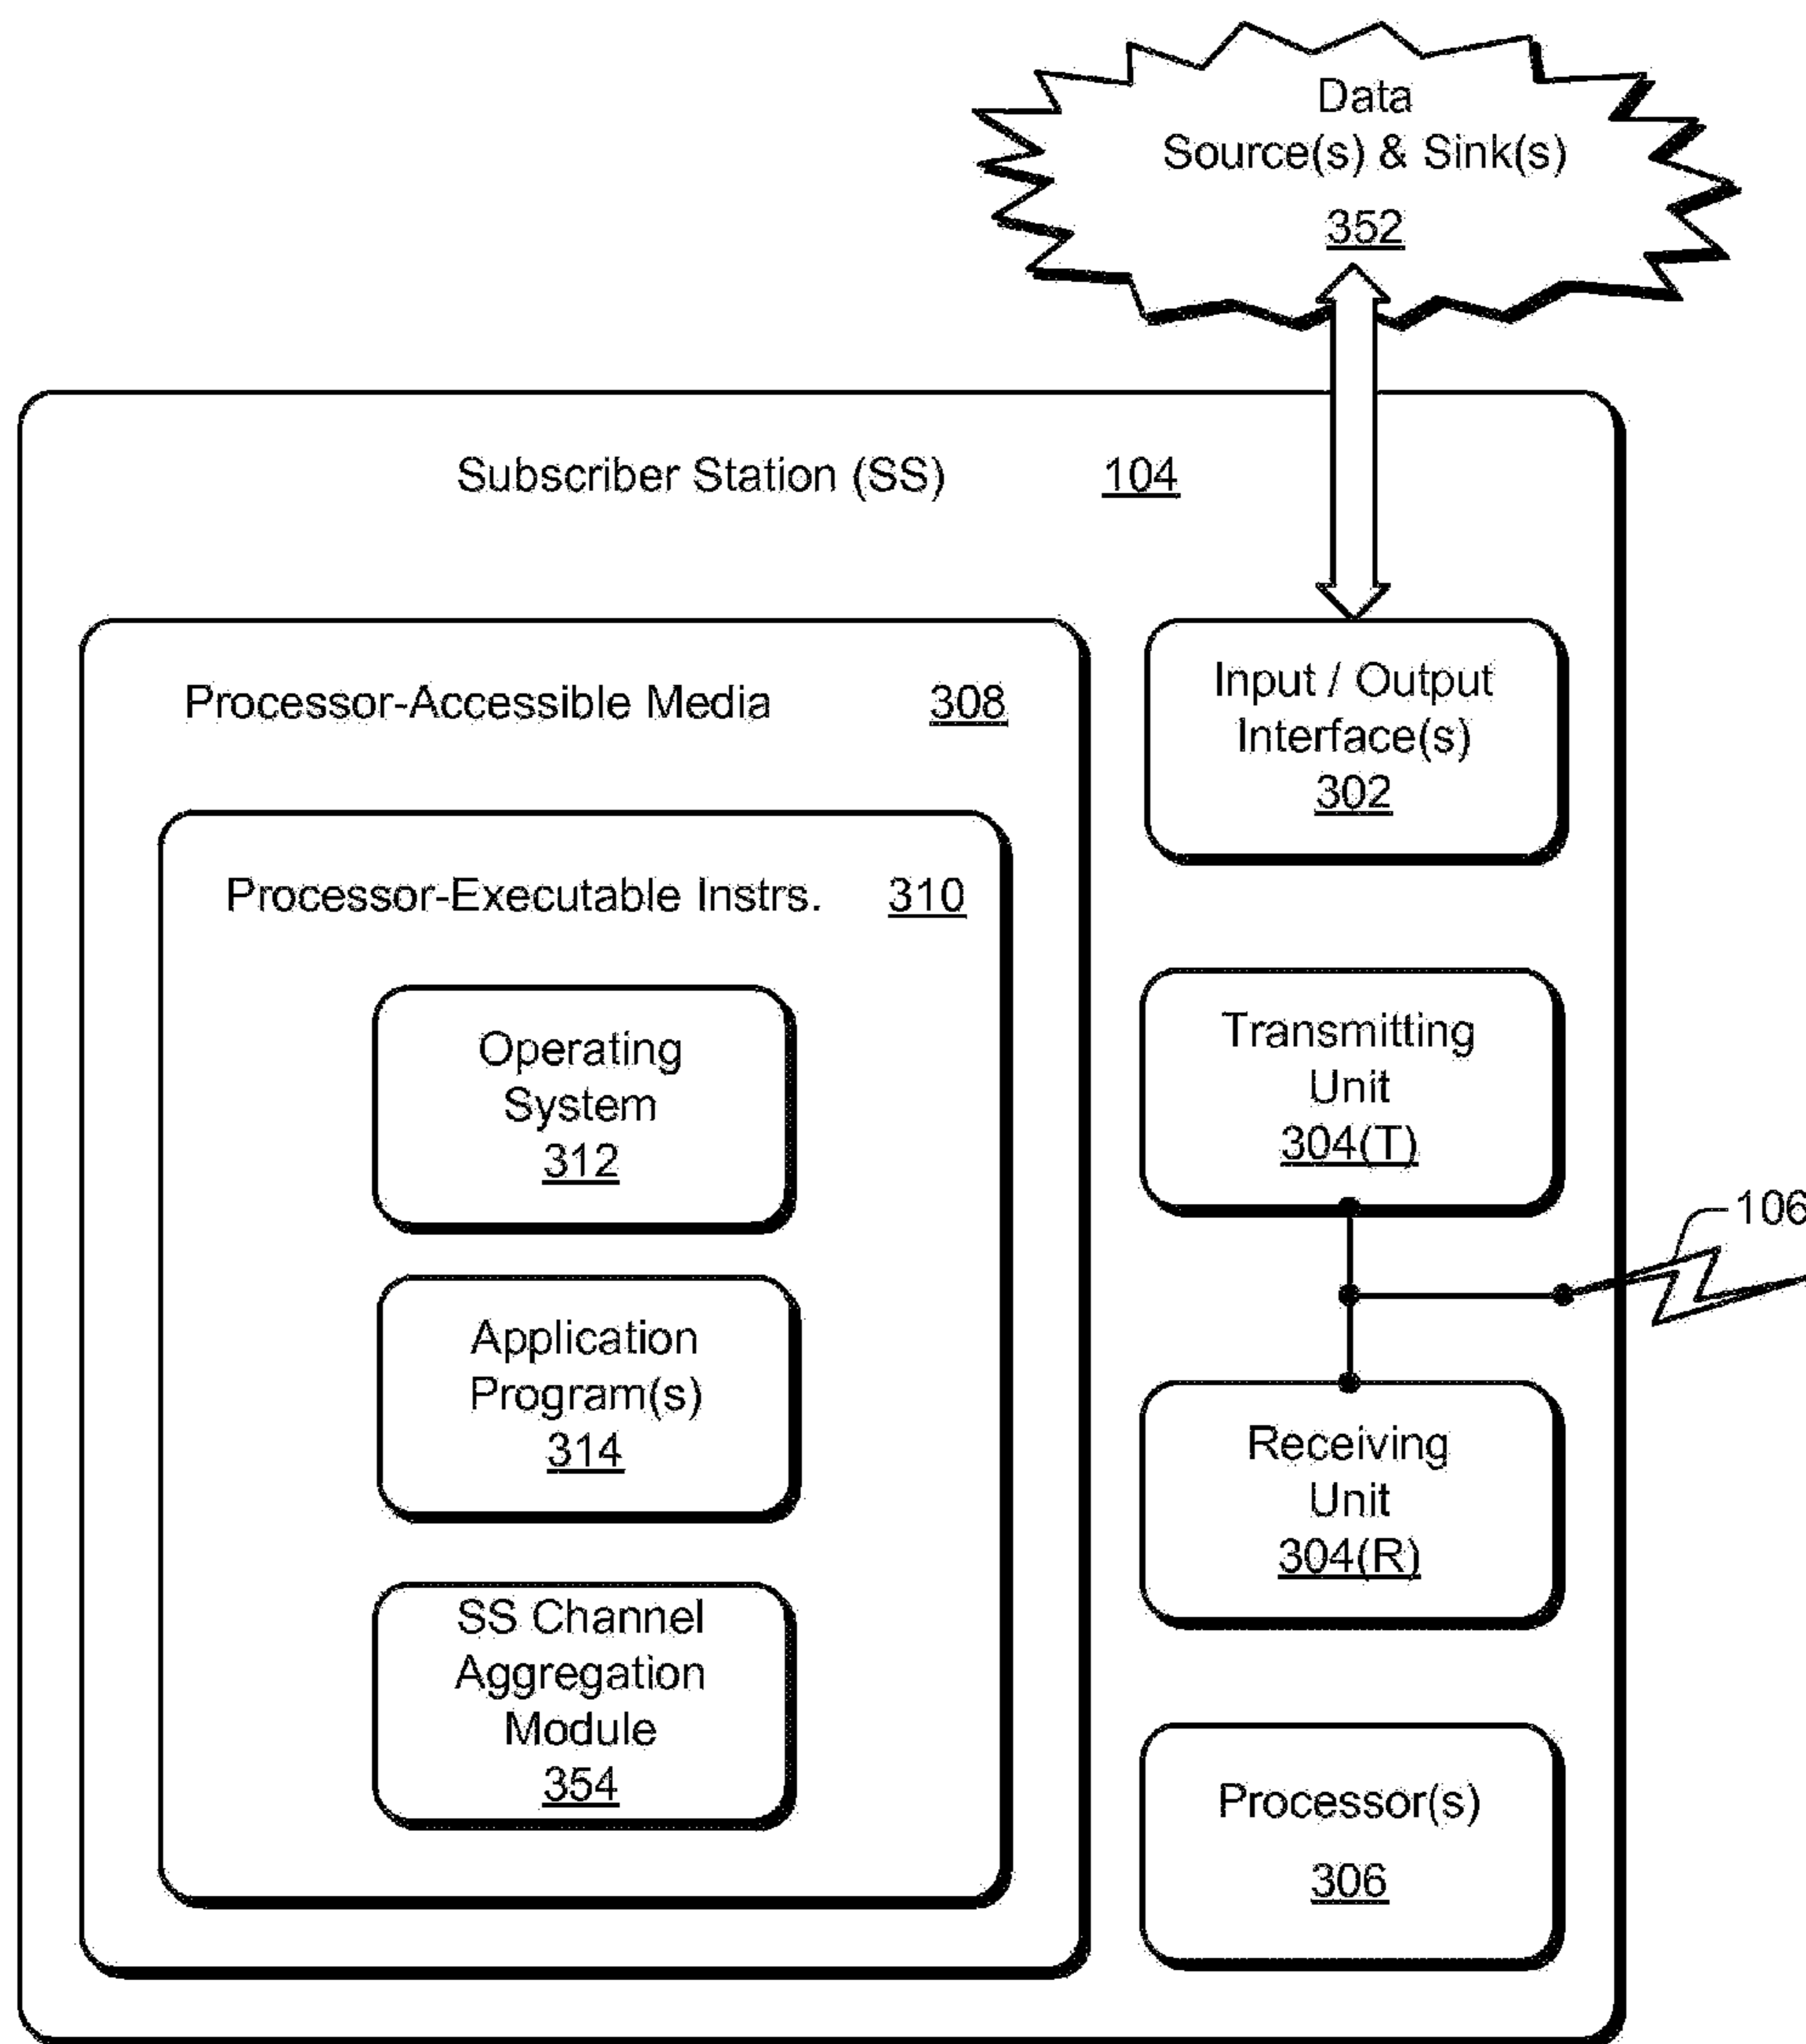 Data
Source(s) & Sink(s)
352
Subscriber Station (SS) 104
Processor-Accessible Media 308
Processor-Executable Instrs. 310
Operating
System
312
Application
Program(s)
314
SS Channel
Aggregation
Module
354
Input / Output
Interface(s)
302
Transmitting
Unit
304(T)
106
Receiving
Unit
304(R)
Processor(s)
306